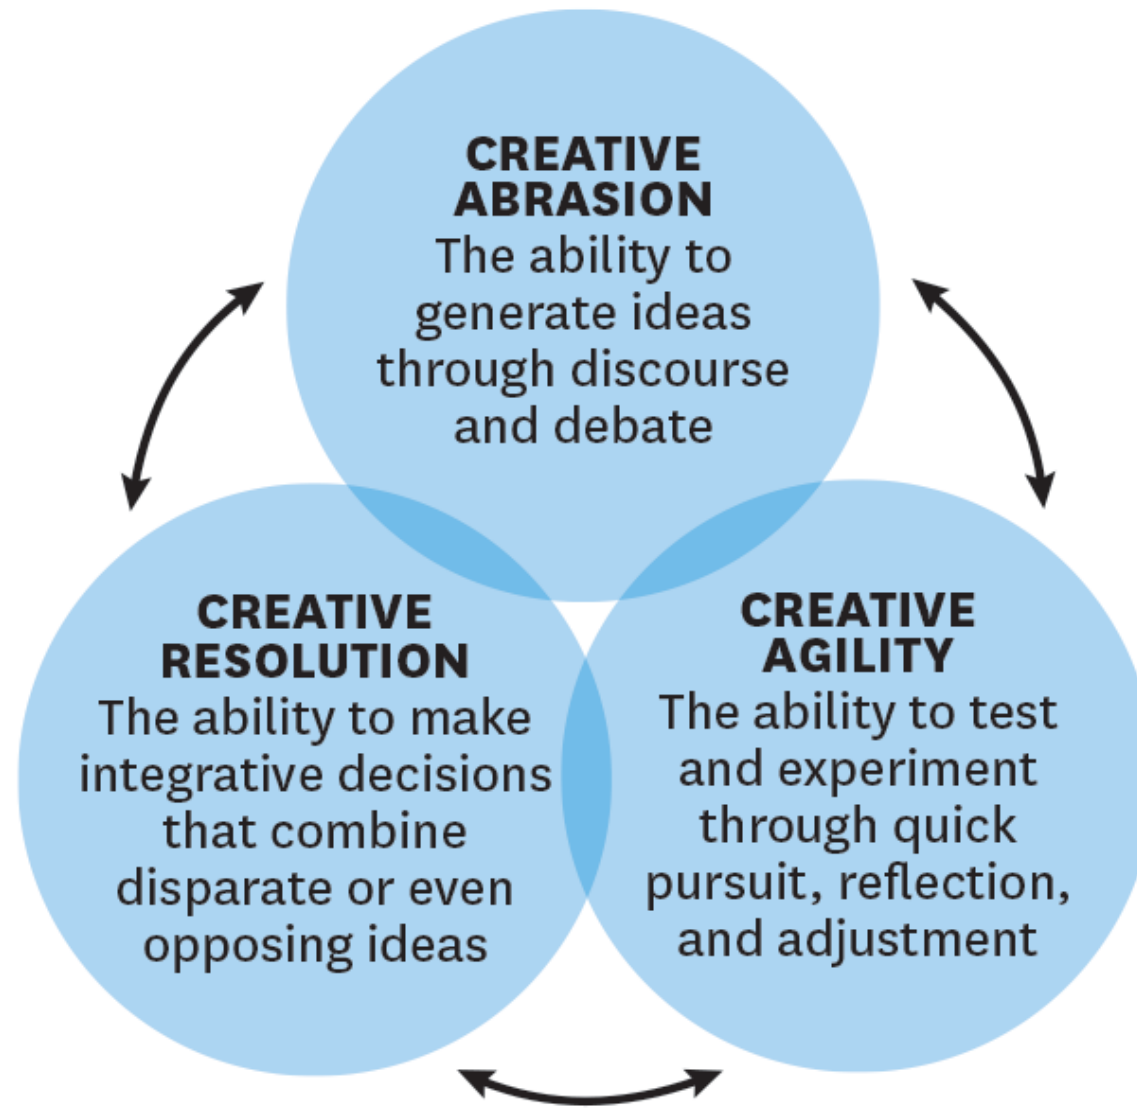 CREATIVE
ABRASION
The ability to
generate ideas
through discourse
and debate
CREATIVE
RESOLUTION
The ability to make
integrative decisions
that combine
disparate or even
opposing ideas
CREATIVE
AGILITY
The ability to test
and experiment
through quick
pursuit, reflection,
and adjustment